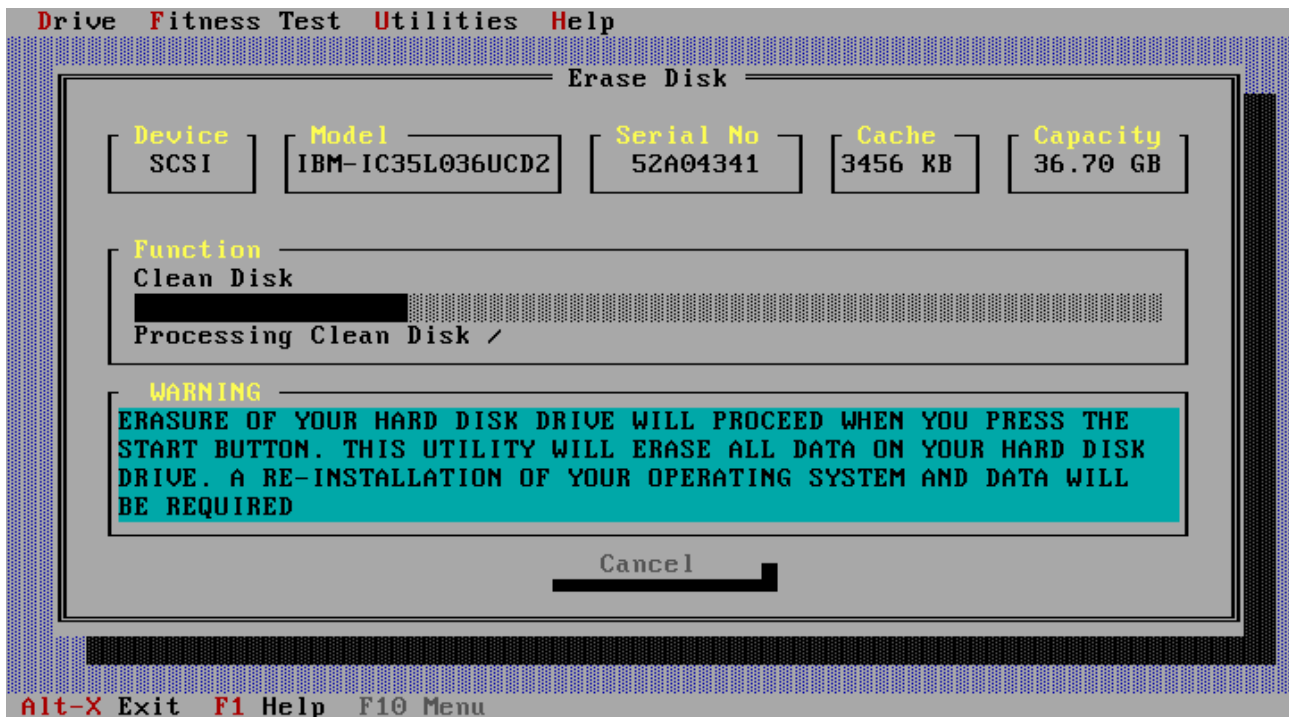 Drive Fitness Test Utilities Help
Erase Disk
Device Model Serial No Cache Capacity
SCSI IBM-IC35L036UCD2 52A04341 3456 KB 36.70 GB
Function
Clean Disk
Processing Clean Disk /
WARNING
ERASURE OF YOUR HARD DISK DRIVE WILL PROCEED WHEN YOU PRESS THE
START BUTTON. THIS UTILITY WILL ERASE ALL DATA ON YOUR HARD DISK
DRIVE. A RE-INSTALLATION OF YOUR OPERATING SYSTEM AND DATA WILL
BE REQUIRED
Cancel
Alt-X Exit F1 Help F10 Menu